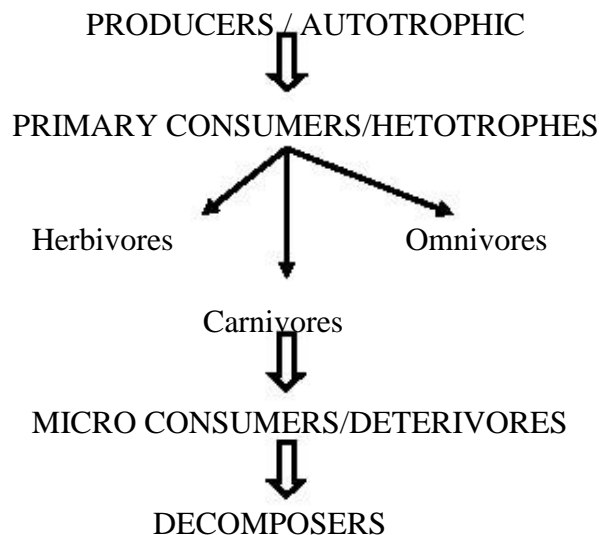 PRODUCERS / AUTOTROPHIC
PRIMARY CONSUMERS/HETOTROPHES
Herbivores Omnivores
Carnivores
MICRO CONSUMERS/DETERIVORES
DECOMPOSERS